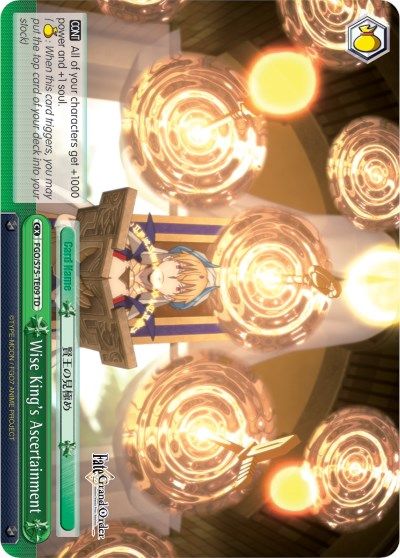 CONT All of your characters get +1000
power and +1 soul.
( : When this card triggers, you may
put the top card of your deck into your
stock)
Card Name
賢王の見極め
CX FGO/S75-TE09 TD
Wise King's Ascertainment
©TYPE-MOON / FGO7 ANIME PROJECT
Fate
Grand Order